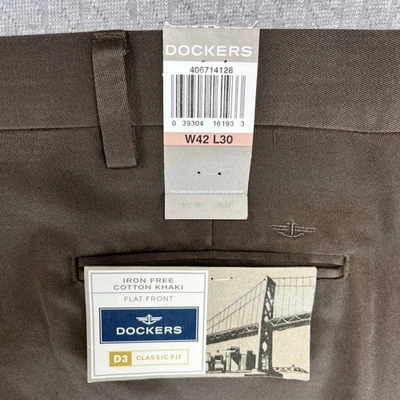 DOCKERS
406714128
0 39304 16193 3
W42 L30
IRON FREE
COTTON KHAKI
FLAT FRONT
DOCKERS
D3 CLASSIC FIT